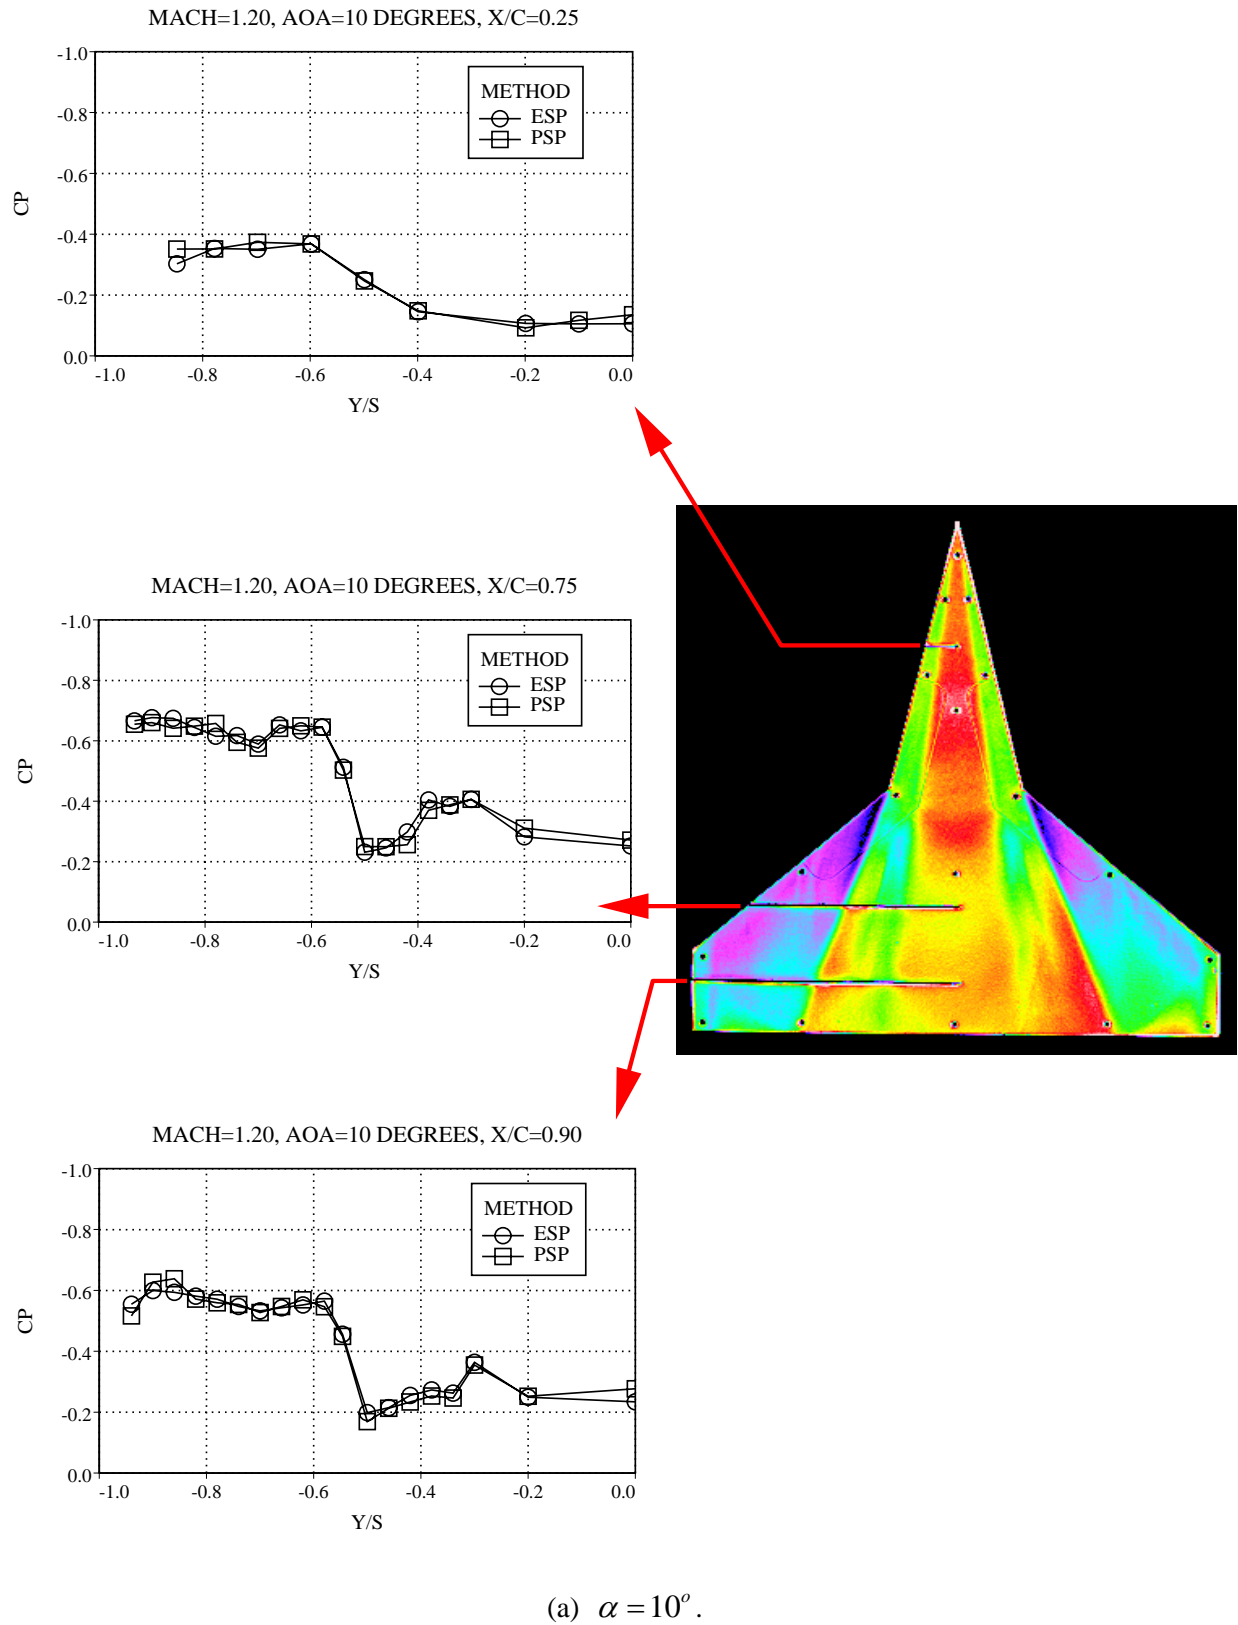 MACH=1.20, AOA=10 DEGREES, X/C=0.25
-1.0
-0.8
-0.6
-0.4
-0.2
0.0
CP
METHOD
ESP
PSP
-1.0 -0.8 -0.6 -0.4 -0.2 0.0
Y/S
MACH=1.20, AOA=10 DEGREES, X/C=0.75
-1.0
-0.8
-0.6
-0.4
-0.2
0.0
CP
METHOD
ESP
PSP
-1.0 -0.8 -0.6 -0.4 -0.2 0.0
Y/S
MACH=1.20, AOA=10 DEGREES, X/C=0.90
-1.0
-0.8
-0.6
-0.4
-0.2
0.0
CP
METHOD
ESP
PSP
-1.0 -0.8 -0.6 -0.4 -0.2 0.0
Y/S
(a) α = 10º.